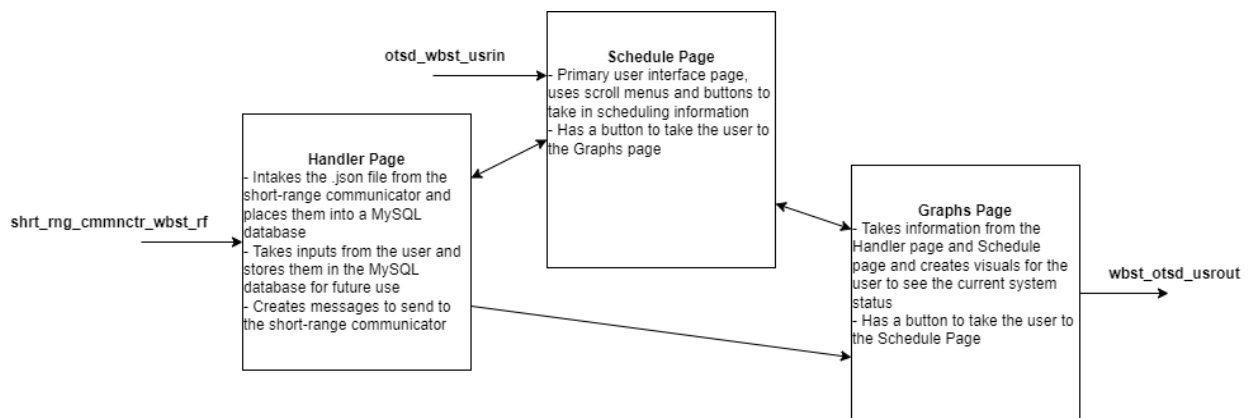 otsd_wbst_usrin
Schedule Page
- Primary user interface page,
uses scroll menus and buttons to
take in scheduling information
- Has a button to take the user to
the Graphs page
Handler Page
- Intakes the .json file from the
short-range communicator and
places them into a MySQL
database
- Takes inputs from the user and
stores them in the MySQL
database for future use
- Creates messages to send to
the short-range communicator
shrt_rng_cmmnctr_wbst_rf
Graphs Page
- Takes information from the
Handler page and Schedule
page and creates visuals for the
user to see the current system
status
- Has a button to take the user to
the Schedule Page
wbst_otsd_usrout